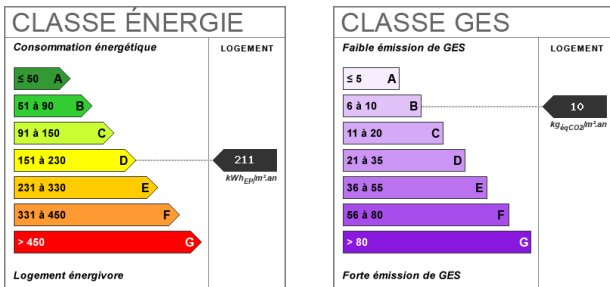 CLASSE ÉNERGIE
Consommation énergétique
LOGEMENT
≤ 50 A
51 à 90 B
91 à 150 C
151 à 230 D
211
kWhEP/m².an
231 à 330 E
331 à 450 F
> 450 G
Logement énergivore
CLASSE GES
Faible émission de GES
LOGEMENT
≤ 5 A
6 à 10 B
10
kgéqCO2/m².an
11 à 20 C
21 à 35 D
36 à 55 E
56 à 80 F
> 80 G
Forte émission de GES